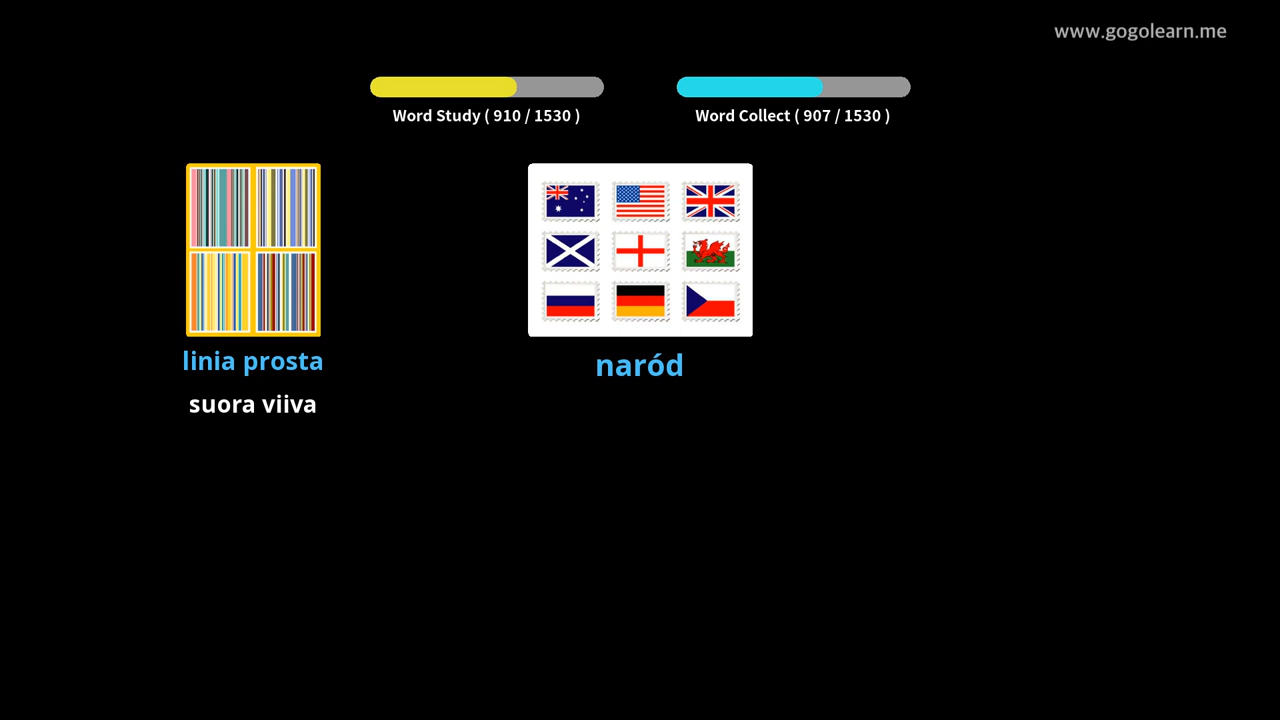 www.gogolearn.me
Word Study ( 910 / 1530 )
Word Collect ( 907 / 1530 )
linia prosta
suora viiva
naród